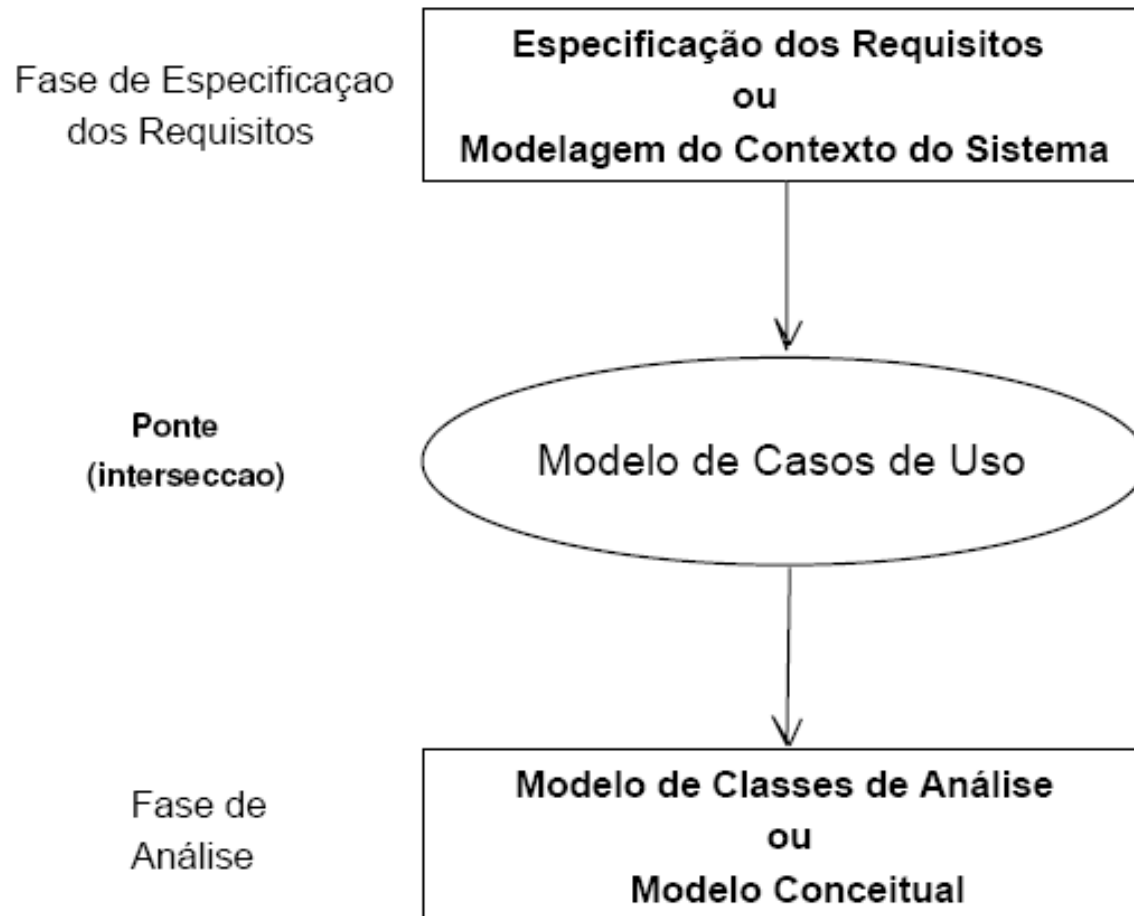 Fase de Especificaçao
dos Requisitos
Especificação dos Requisitos
ou
Modelagem do Contexto do Sistema
Ponte
(interseccao)
Modelo de Casos de Uso
Fase de
Análise
Modelo de Classes de Análise
ou
Modelo Conceitual